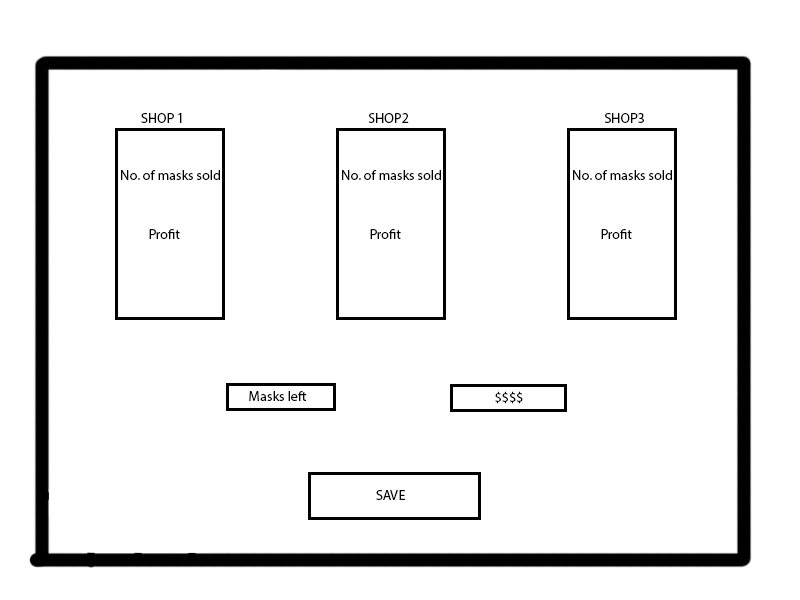 SHOP 1
SHOP2
SHOP3
No. of masks sold
No. of masks sold
No. of masks sold
Profit
Profit
Profit
Masks left
$$$$
SAVE